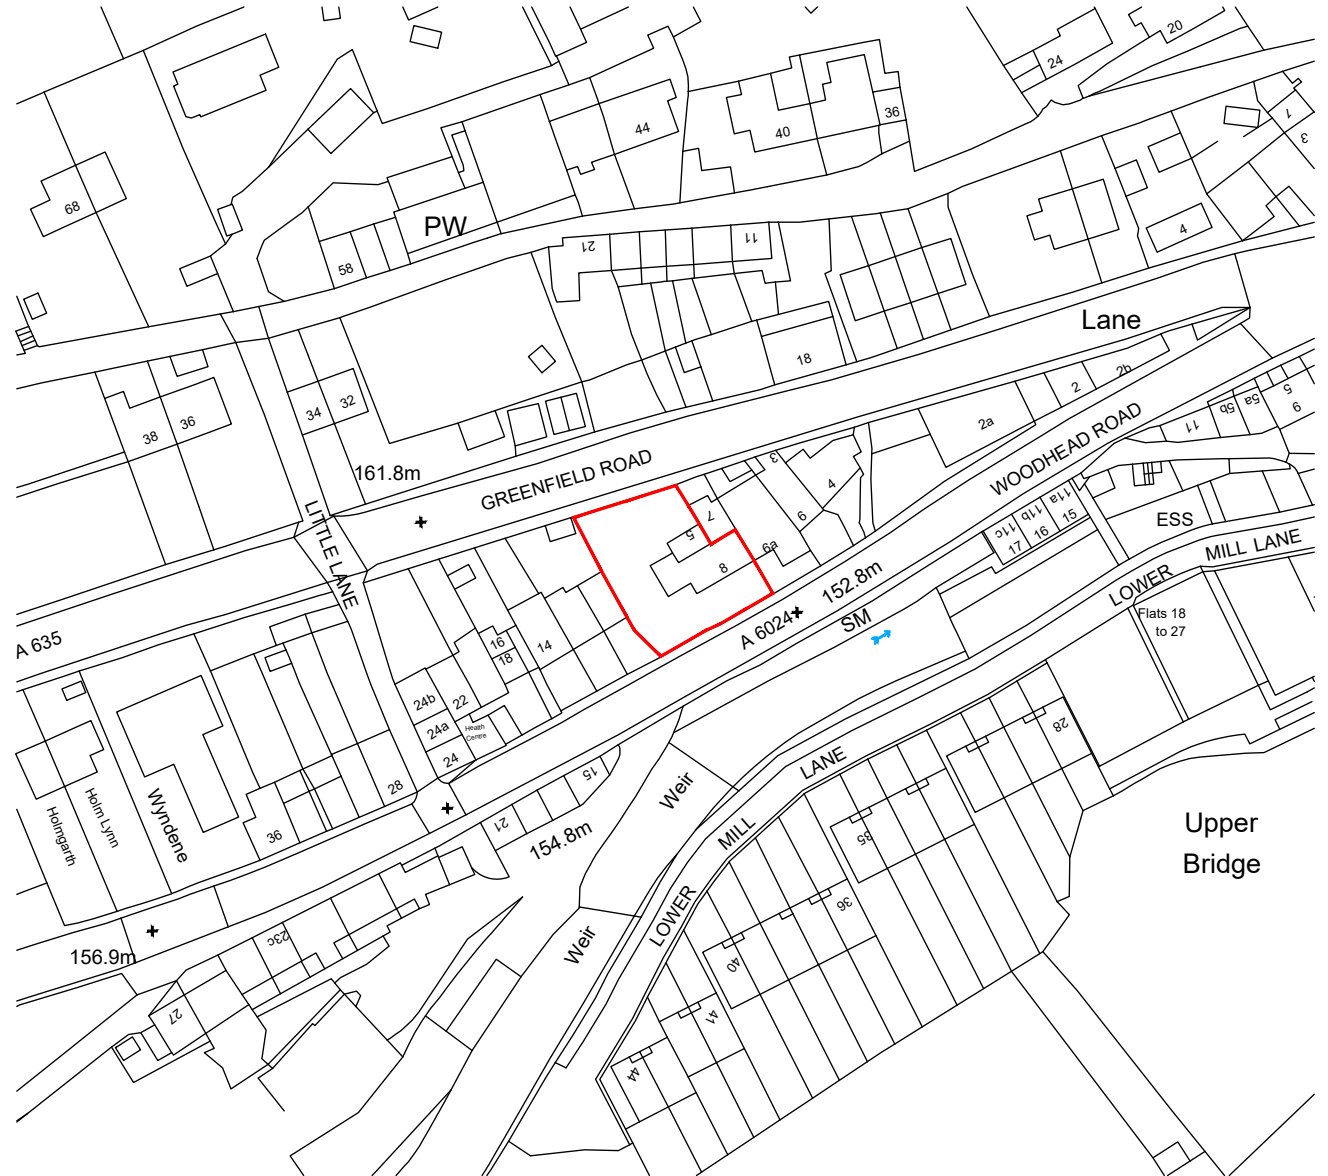 20
24
7
3
36
44
40
68
PW
4
21
11
58
Lane
18
2b
2
34
32
36
38
2a
5
5a
5b
9
11
WOODHEAD ROAD
161.8m
GREENFIELD ROAD
3
4
6
7
5
6a
8
11a
11b
11c
15
16
17
ESS
LITTLE LANE
MILL LANE
LOWER
152.8m
A 6024
SM
Flats 18
to 27
A 635
16
18
14
24b
22
24a
Health
Centre
24
28
28
15
21
Weir
LANE
MILL
LOWER
Holmgarth
Holm Lynn
Wyndene
36
154.8m
Upper
Bridge
35
36
Weir
156.9m
23c
40
27
41
44